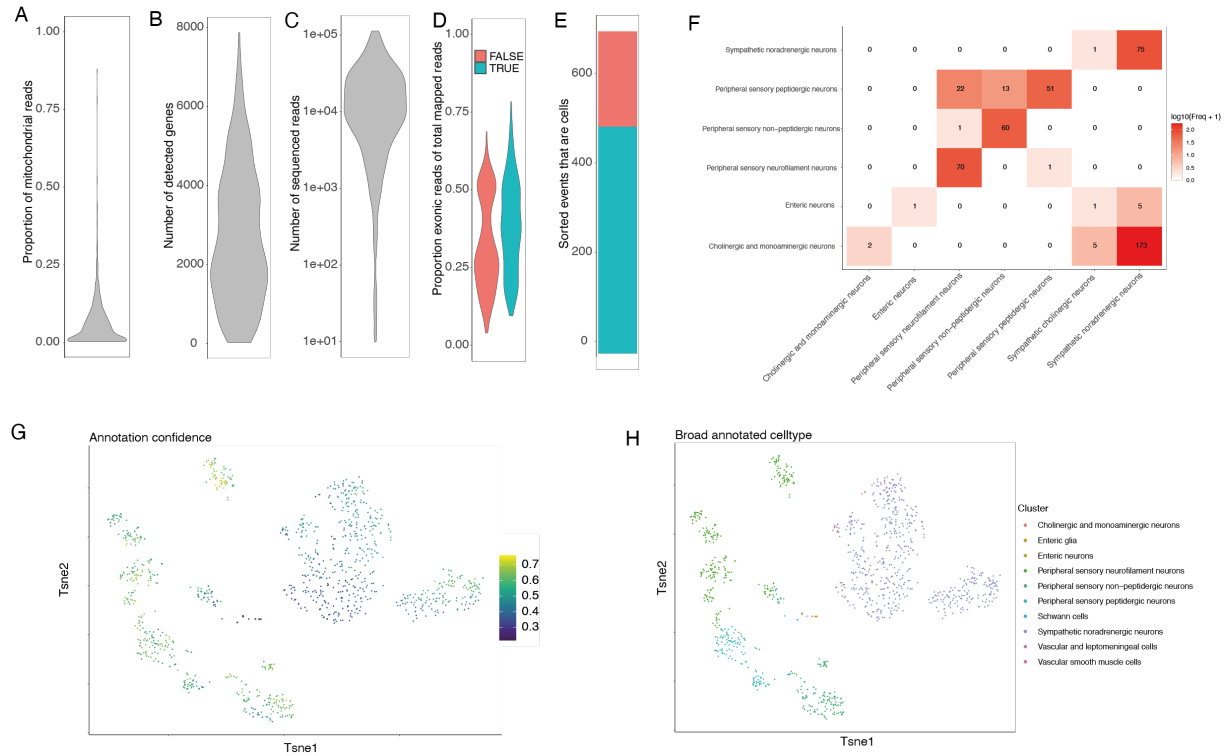 A
B
C
D
E
F
Proportion of mitochondrial reads
1.00
0.75
0.50
0.25
0.00
Number of detected genes
8000
6000
4000
2000
0
Number of sequenced reads
1e+05
1e+04
1e+03
1e+02
1e+01
Proportion exonic reads of total mapped reads
1.00
0.75
0.50
0.25
0.00
FALSE
TRUE
Sorted events that are cells
600
400
200
0
Sympathetic noradrenergic neurons 0 0 0 0 0 1 75
Peripheral sensory peptidergic neurons 0 0 22 13 51 0 0
Peripheral sensory non-peptidergic neurons 0 0 1 60 0 0 0
Peripheral sensory neurofilament neurons 0 0 70 0 1 0 0
Enteric neurons 0 1 0 0 0 1 5
Cholinergic and monoaminergic neurons 2 0 0 0 0 5 173
Cholinergic and monoaminergic neurons
Enteric neurons
Peripheral sensory neurofilament neurons
Peripheral sensory non-peptidergic neurons
Peripheral sensory peptidergic neurons
Sympathetic cholinergic neurons
Sympathetic noradrenergic neurons
log10(Freq + 1)
2.0
1.5
1.0
0.5
0.0
G
Annotation confidence
Tsne2
Tsne1
0.7
0.6
0.5
0.4
0.3
H
Broad annotated celltype
Tsne2
Tsne1
Cluster
Cholinergic and monoaminergic neurons
Enteric glia
Enteric neurons
Peripheral sensory neurofilament neurons
Peripheral sensory non-peptidergic neurons
Peripheral sensory peptidergic neurons
Schwann cells
Sympathetic noradrenergic neurons
Vascular and leptomeningeal cells
Vascular smooth muscle cells